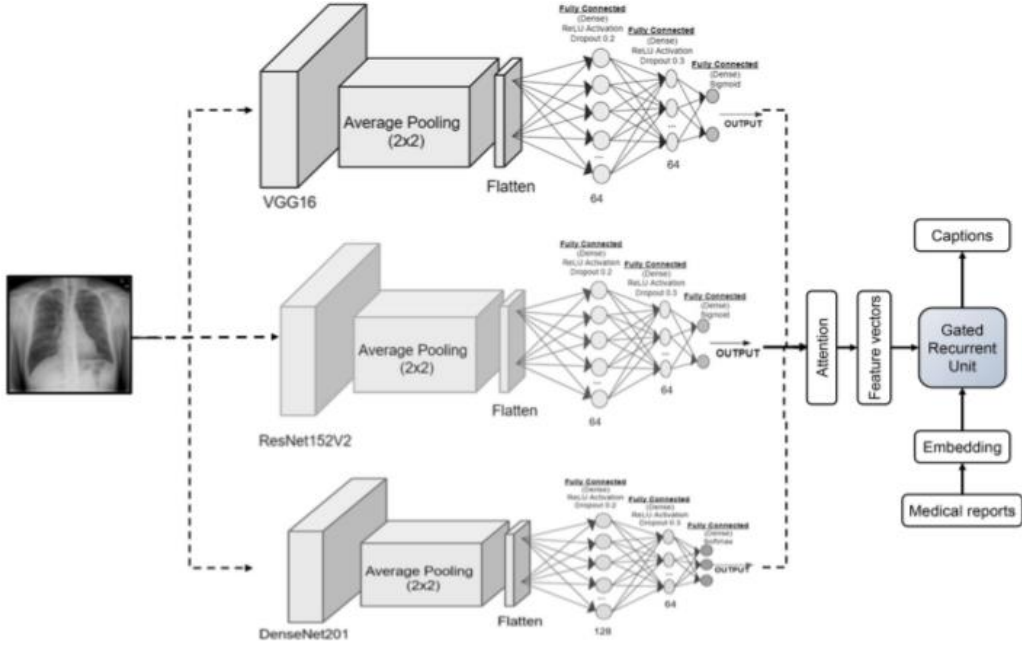 Fully Connected
(Dense)
ReLU Activation
Dropout 0.2
Fully Connected
(Dense)
ReLU Activation
Dropout 0.3
Fully Connected
(Dense)
Sigmoid
Average Pooling
(2x2)
OUTPUT
...
...
64
64
Flatten
VGG16
Fully Connected
(Dense)
ReLU Activation
Dropout 0.2
Fully Connected
(Dense)
ReLU Activation
Dropout 0.3
Fully Connected
(Dense)
Sigmoid
Average Pooling
(2x2)
OUTPUT
...
...
64
64
Flatten
ResNet152V2
Fully Connected
(Dense)
ReLU Activation
Dropout 0.2
Fully Connected
(Dense)
ReLU Activation
Dropout 0.3
Fully Connected
(Dense)
Softmax
Average Pooling
(2x2)
OUTPUT
...
...
64
128
Flatten
DenseNet201
Attention
Feature vectors
Captions
Gated
Recurrent
Unit
Embedding
Medical reports